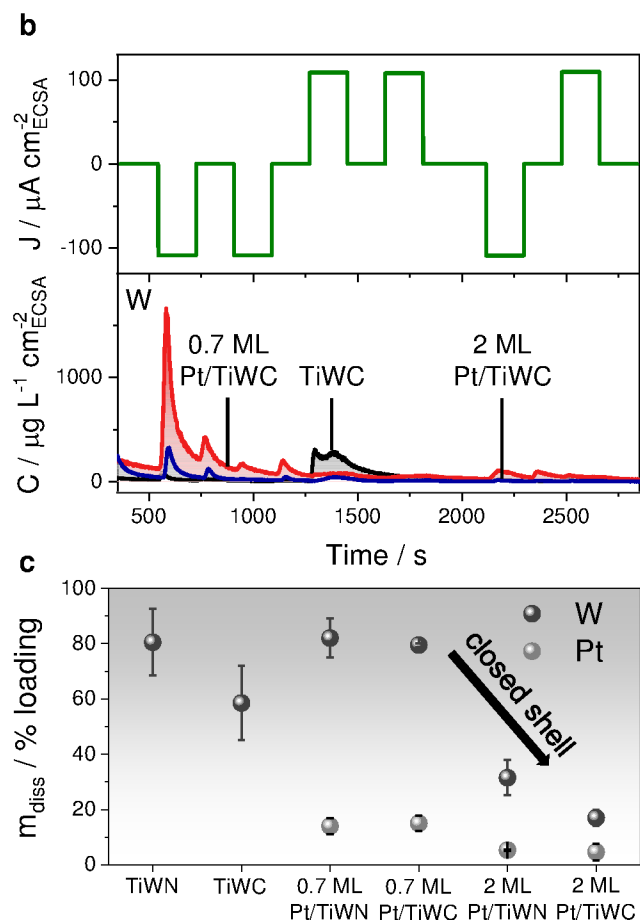 b
J / µA cm-2ECSA
100
0
-100
C / µg L-1 cm-2ECSA
W
0.7 ML
Pt/TiWC
TiWC
2 ML
Pt/TiWC
1000
0
500
1000
1500
2000
2500
Time / s
c
mdiss / % loading
100
80
60
40
20
0
W
Pt
closed shell
TiWN
TiWC
0.7 ML
Pt/TiWN
0.7 ML
Pt/TiWC
2 ML
Pt/TiWN
2 ML
Pt/TiWC